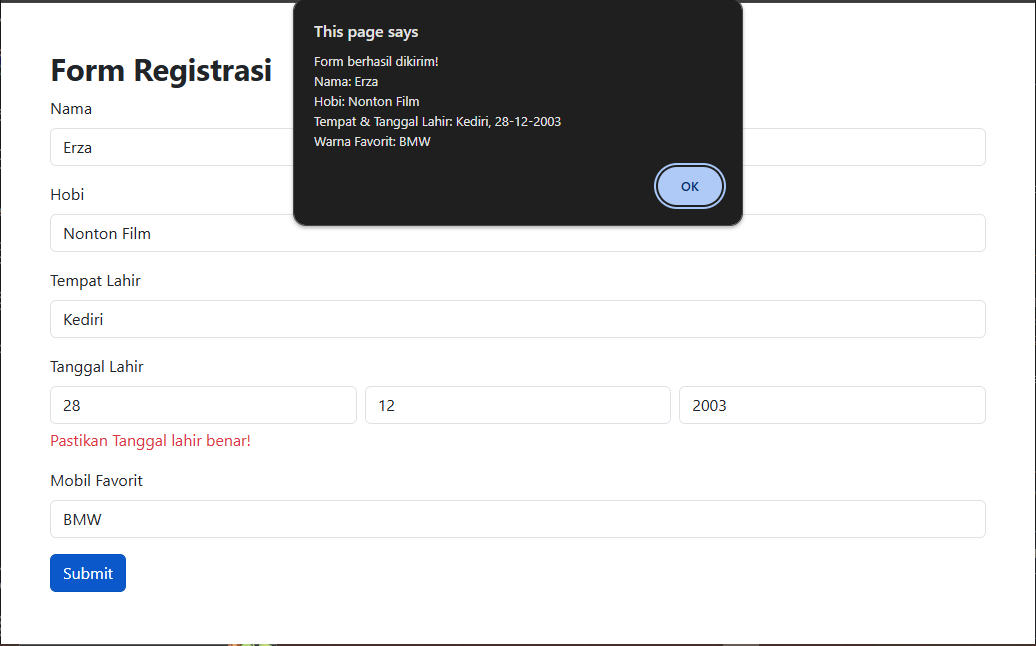 This page says
Form berhasil dikirim!
Nama: Erza
Hobi: Nonton Film
Tempat & Tanggal Lahir: Kediri, 28-12-2003
Warna Favorit: BMW
OK
Form Registrasi
Nama
Erza
Hobi
Nonton Film
Tempat Lahir
Kediri
Tanggal Lahir
28 12 2003
Pastikan Tanggal lahir benar!
Mobil Favorit
BMW
Submit